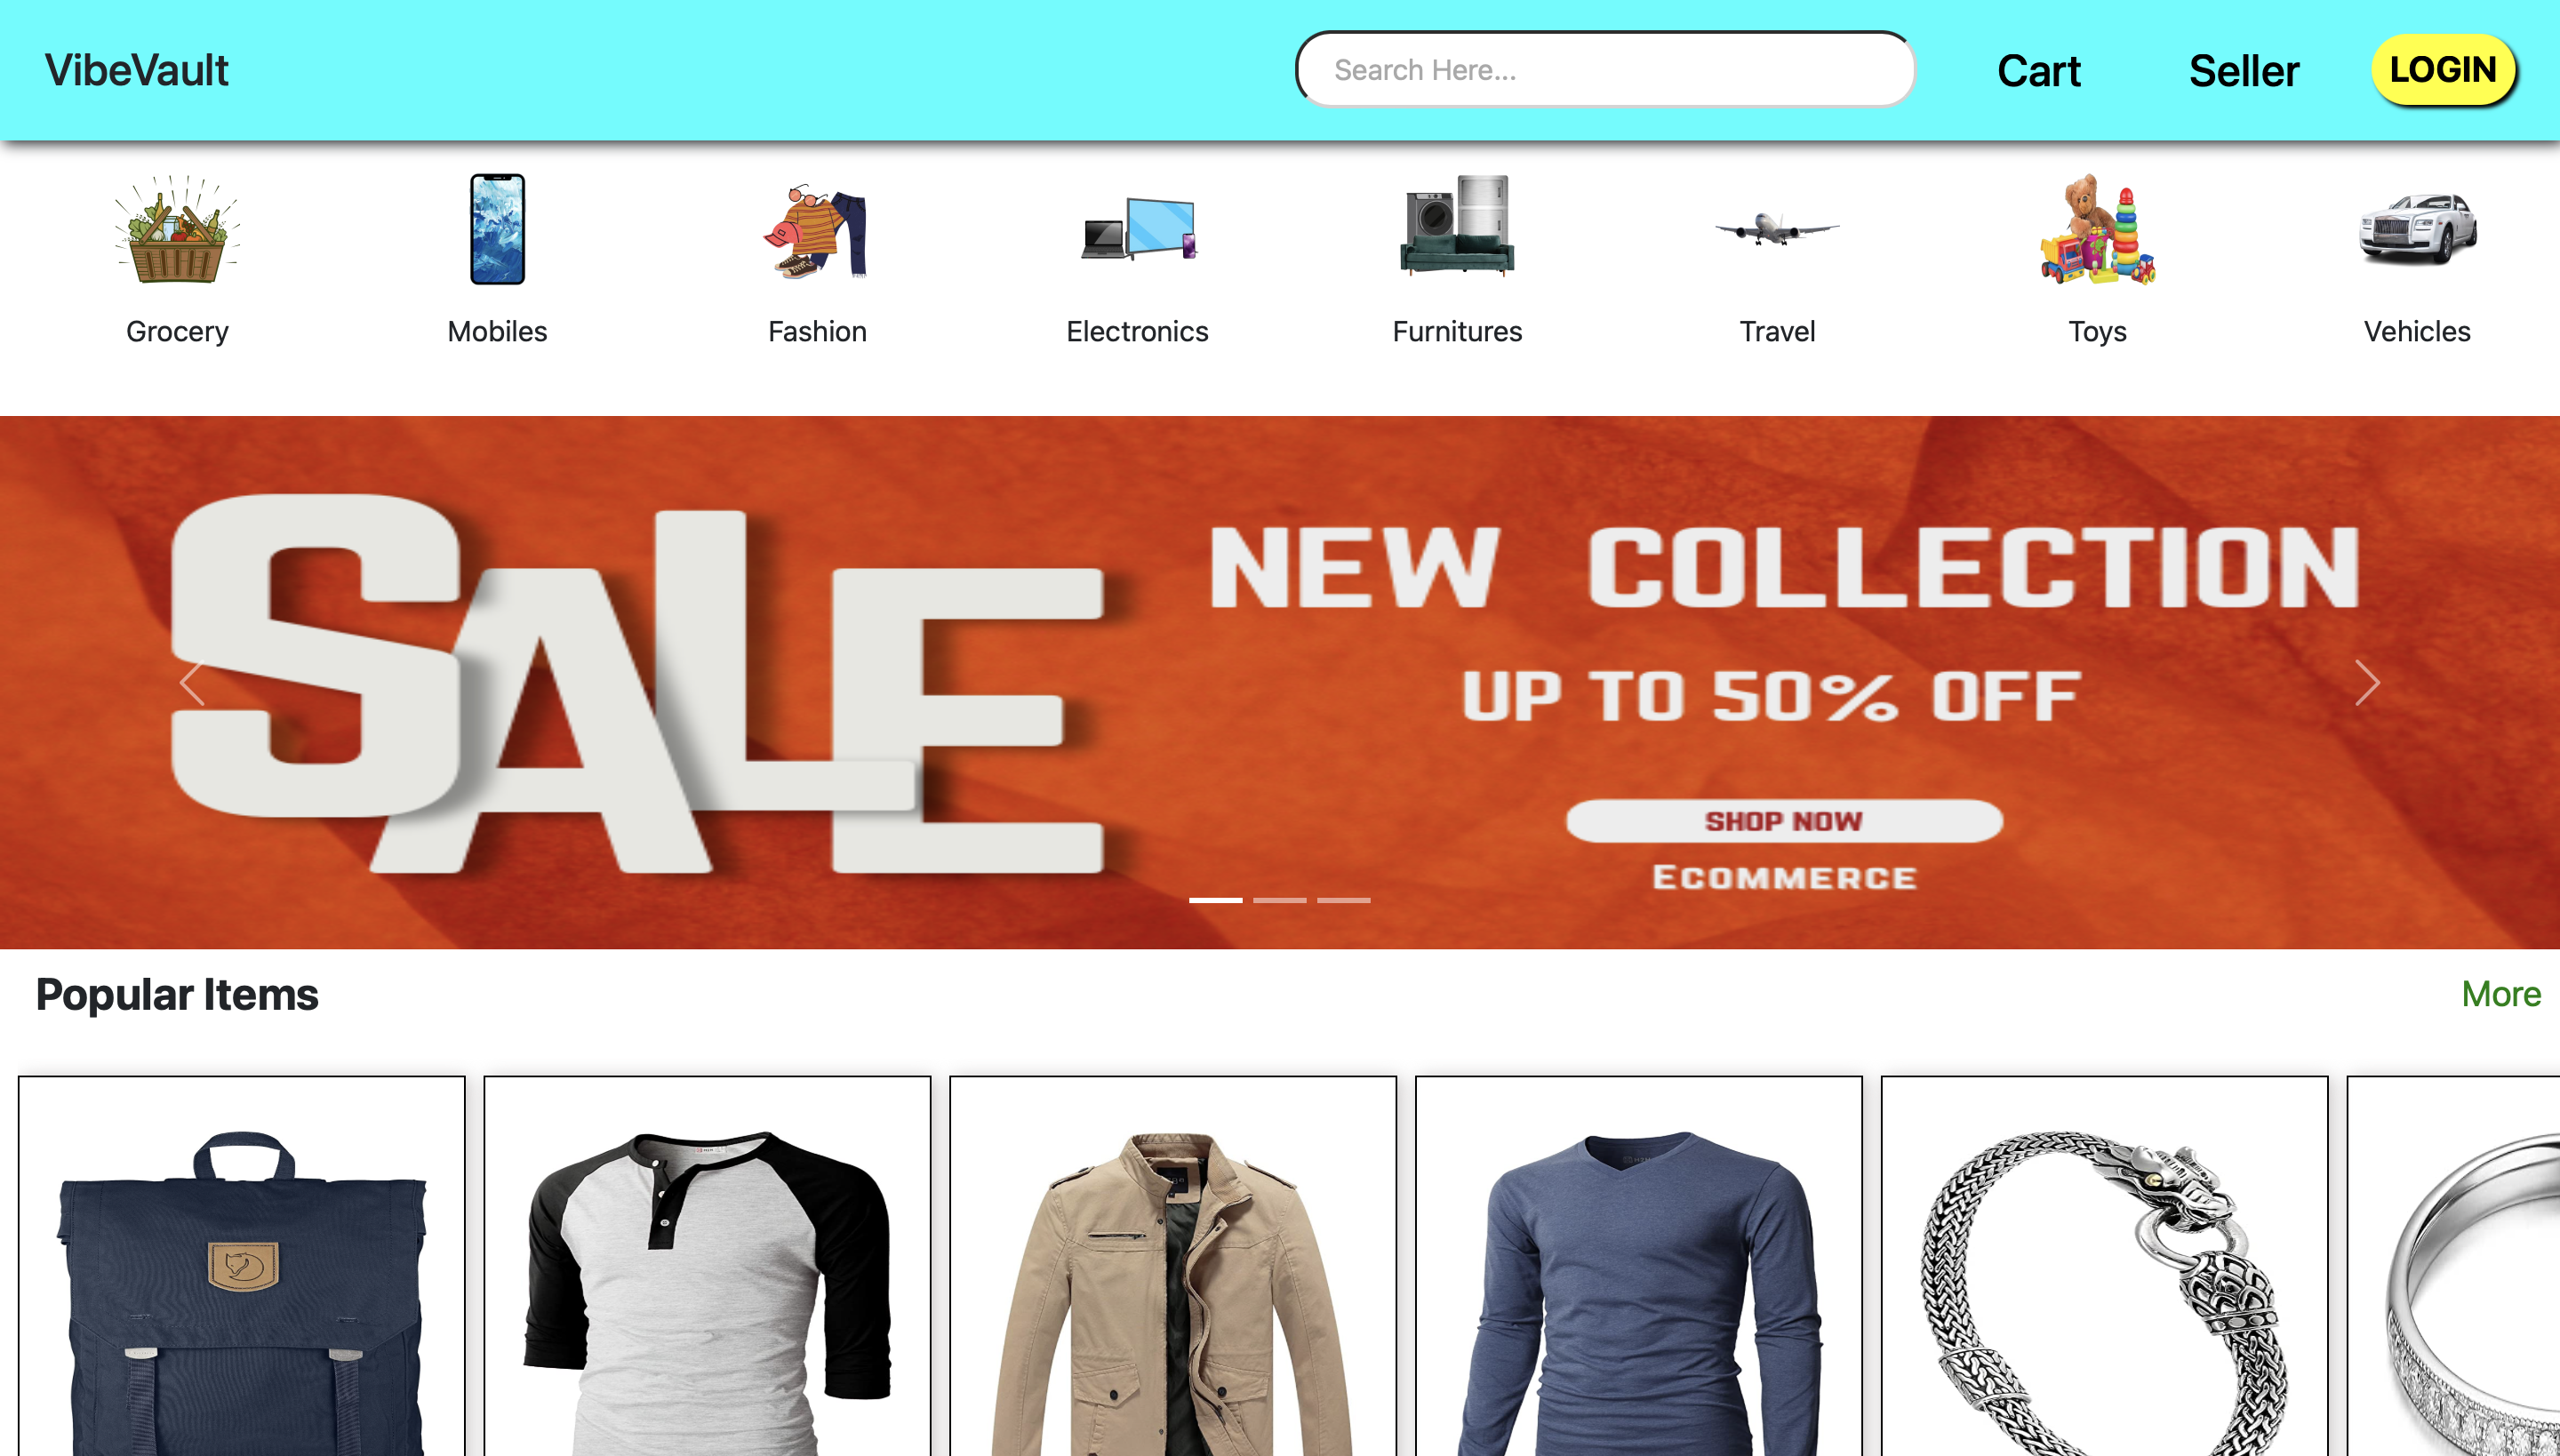 VibeVault
Search Here...
Cart
Seller
LOGIN
Grocery
Mobiles
Fashion
Electronics
Furnitures
Travel
Toys
Vehicles
SALE
NEW COLLECTION
UP TO 50% OFF
SHOP NOW
ECOMMERCE
Popular Items
More